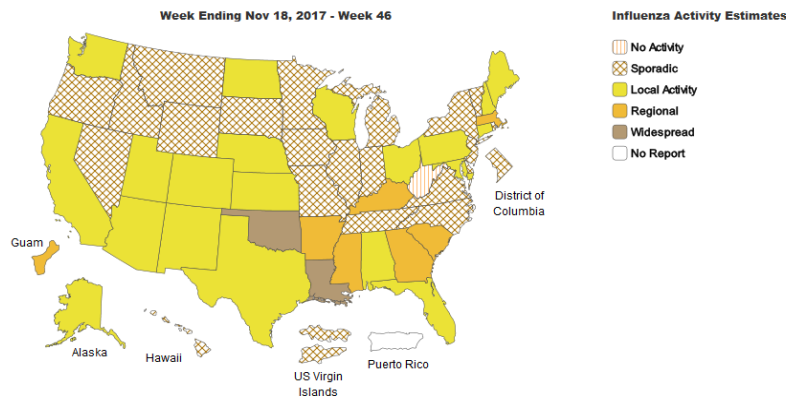 Week Ending Nov 18, 2017 - Week 46
Influenza Activity Estimates
No Activity
Sporadic
Local Activity
Regional
Widespread
No Report
District of
Columbia
Guam
Alaska
Hawaii
US Virgin
Islands
Puerto Rico